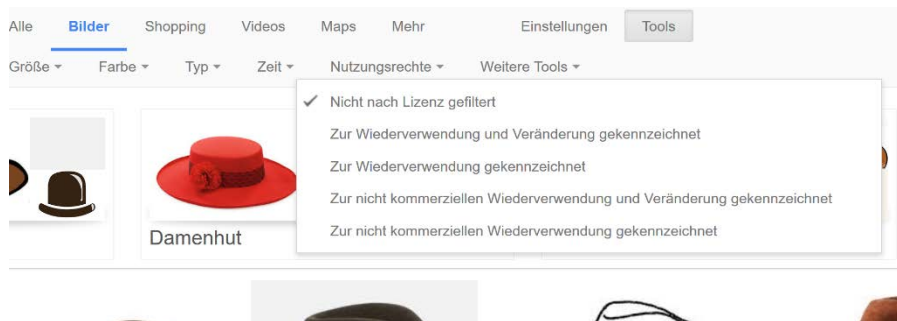 Alle Bilder Shopping Videos Maps Mehr Einstellungen Tools
Größe Farbe Typ Zeit Nutzungsrechte Weitere Tools
Nicht nach Lizenz gefiltert
Zur Wiederverwendung und Veränderung gekennzeichnet
Zur Wiederverwendung gekennzeichnet
Zur nicht kommerziellen Wiederverwendung und Veränderung gekennzeichnet
Zur nicht kommerziellen Wiederverwendung gekennzeichnet
Damenhut